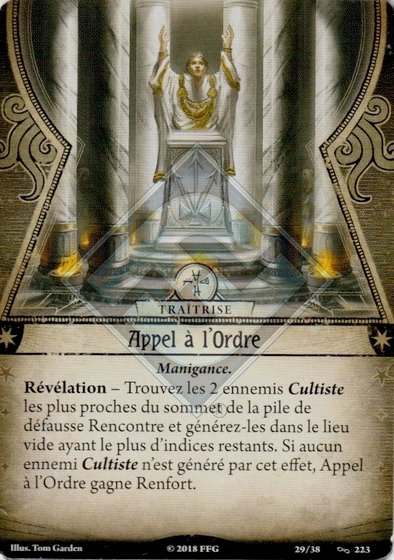 TRAÎTRISE
Appel à l'Ordre
Manigance.
Révélation – Trouvez les 2 ennemis Cultiste
les plus proches du sommet de la pile de
défausse Rencontre et générez-les dans le lieu
vide ayant le plus d'indices restants. Si aucun
ennemi Cultiste n'est généré par cet effet, Appel
à l'Ordre gagne Renfort.
Illus. Tom Garden © 2018 FFG 29/38 223